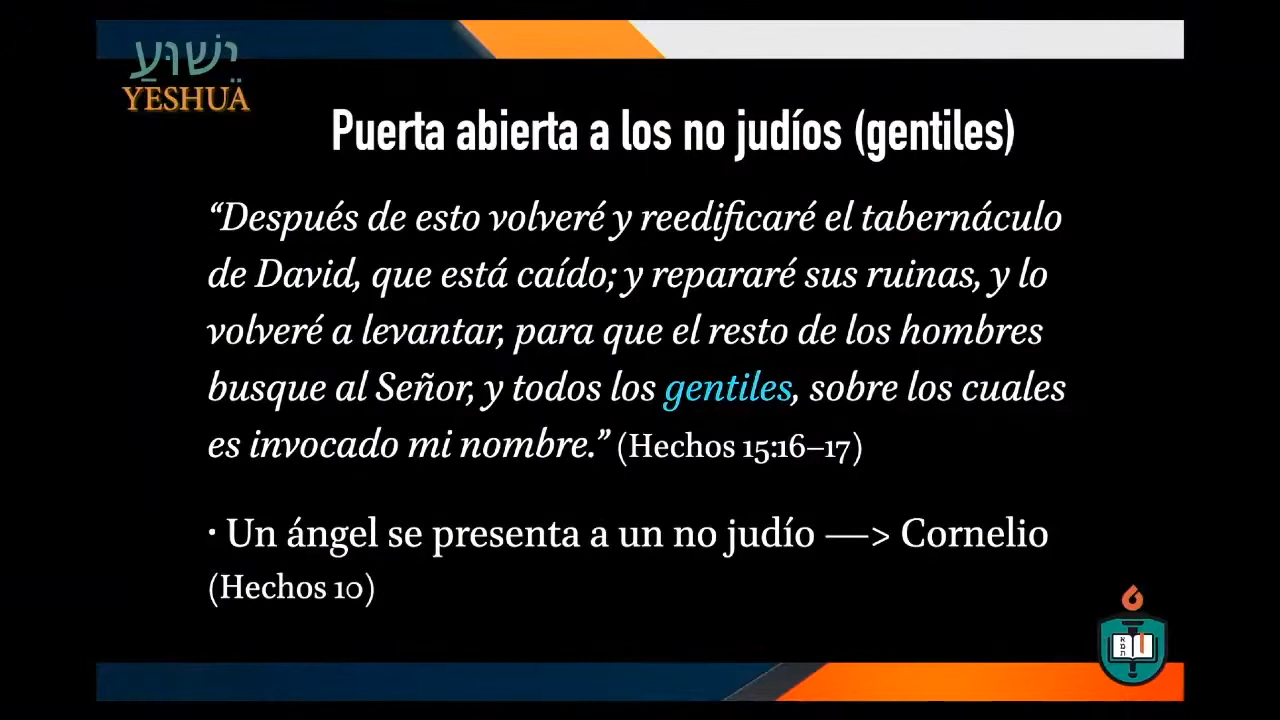 יֵשׁוּעַ
YESHUA
Puerta abierta a los no judíos (gentiles)
“Después de esto volveré y reedificaré el tabernáculo
de David, que está caído; y repararé sus ruinas, y lo
volveré a levantar, para que el resto de los hombres
busque al Señor, y todos los gentiles, sobre los cuales
es invocado mi nombre.” (Hechos 15:16–17)
· Un ángel se presenta a un no judío —> Cornelio
(Hechos 10)
א
מ
ת